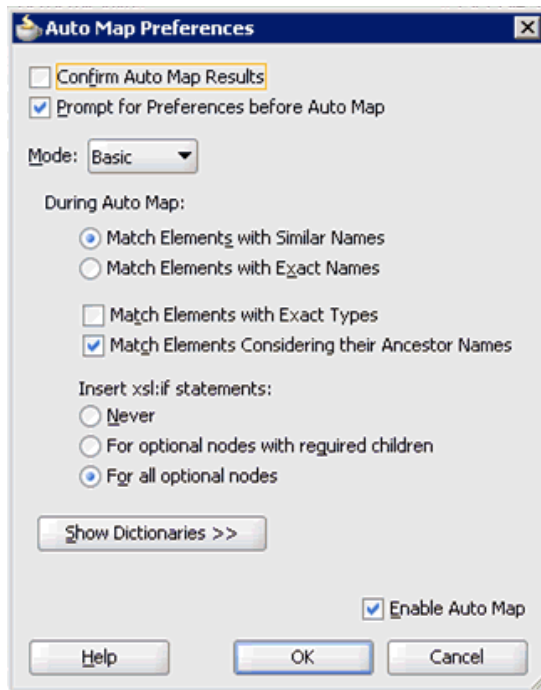 Auto Map Preferences
Confirm Auto Map Results
Prompt for Preferences before Auto Map
Mode: Basic
During Auto Map:
Match Elements with Similar Names
Match Elements with Exact Names
Match Elements with Exact Types
Match Elements Considering their Ancestor Names
Insert xsl:if statements:
Never
For optional nodes with required children
For all optional nodes
Show Dictionaries >>
Enable Auto Map
Help OK Cancel